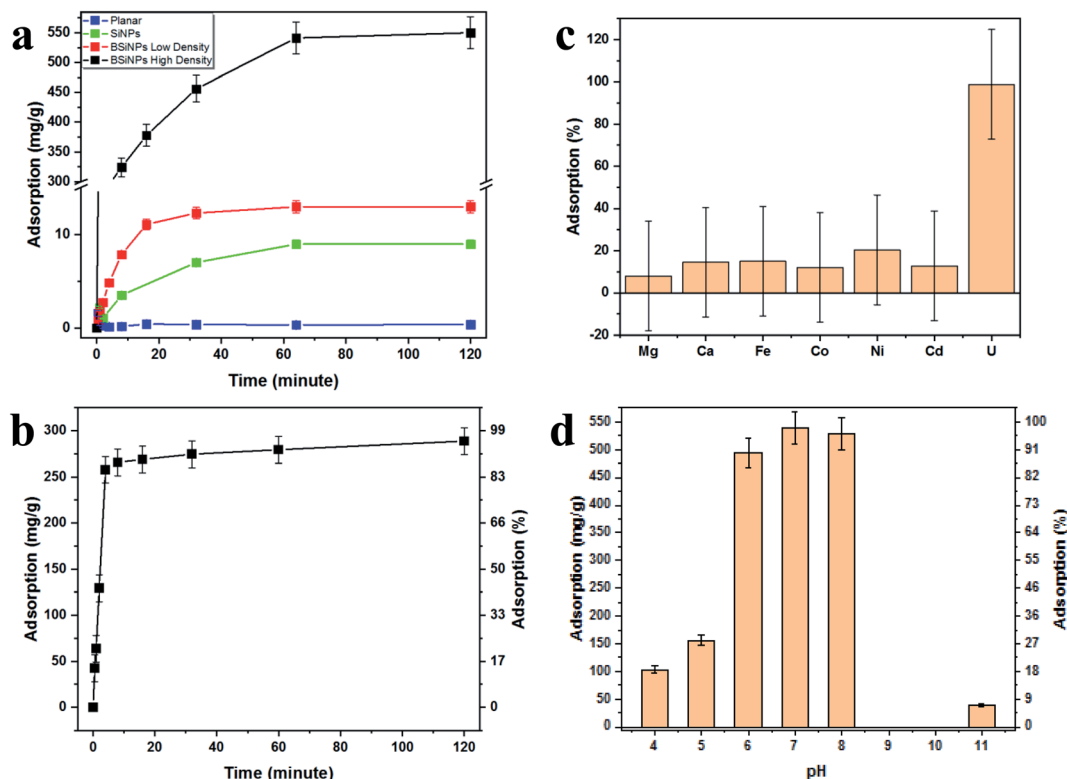 a
Planar
SiNPs
BSiNPs Low Density
BSiNPs High Density
Adsorption (mg/g)
550
500
450
400
350
300
10
0
0 20 40 60 80 100 120
Time (minute)
c
Adsorption (%)
120
100
80
60
40
20
0
-20
Mg Ca Fe Co Ni Cd U
b
Adsorption (mg/g)
300
250
200
150
100
50
0
99
83
66
50
33
17
0
Adsorption (%)
0 20 40 60 80 100 120
Time (minute)
d
Adsorption (mg/g)
550
500
450
400
350
300
250
200
150
100
50
0
100
91
82
73
64
55
46
36
27
18
9
0
Adsorption (%)
4 5 6 7 8 9 10 11
pH